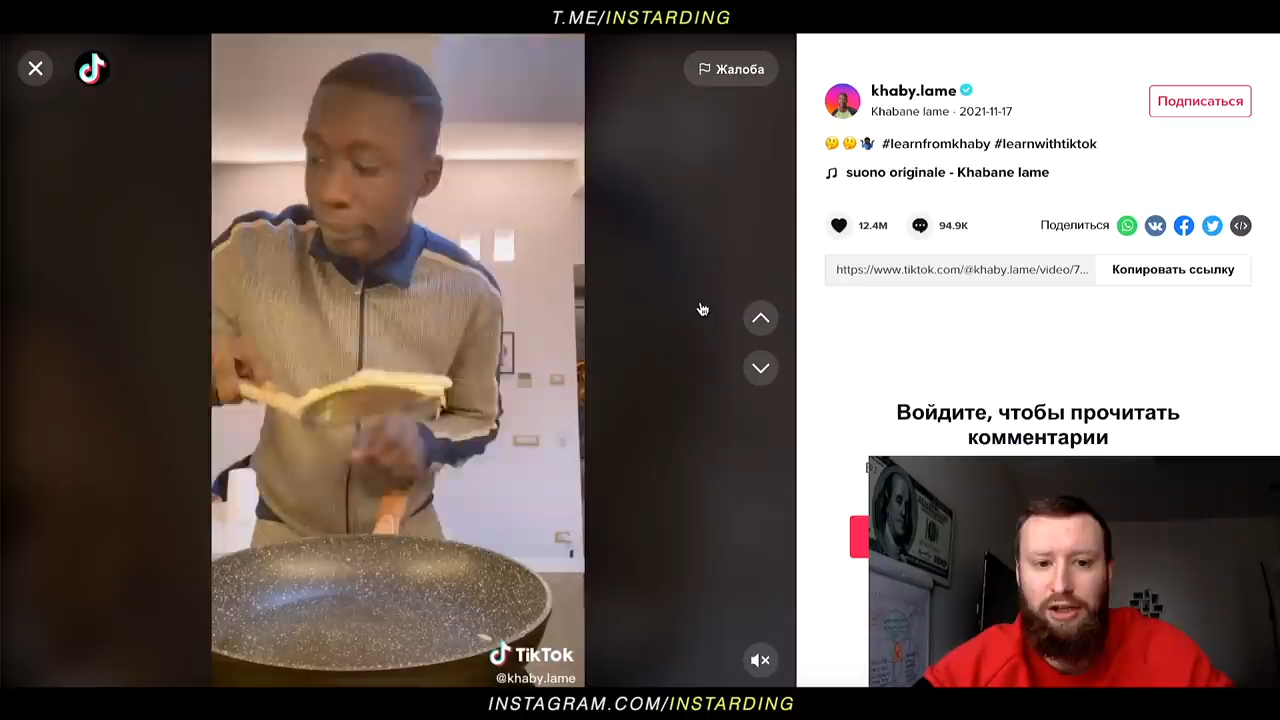 T.ME/INSTARDING
Жалоба
khaby.lame
Khabane lame · 2021-11-17
Подписаться
🤔 🤔 🤷🏿‍♂️ #learnfromkhaby #learnwithtiktok
suono originale - Khabane lame
12.4M
94.9K
Поделиться
https://www.tiktok.com/@khaby.lame/video/7...
Копировать ссылку
Войдите, чтобы прочитать
комментарии
100
TikTok
@khaby.lame
INSTAGRAM.COM/INSTARDING